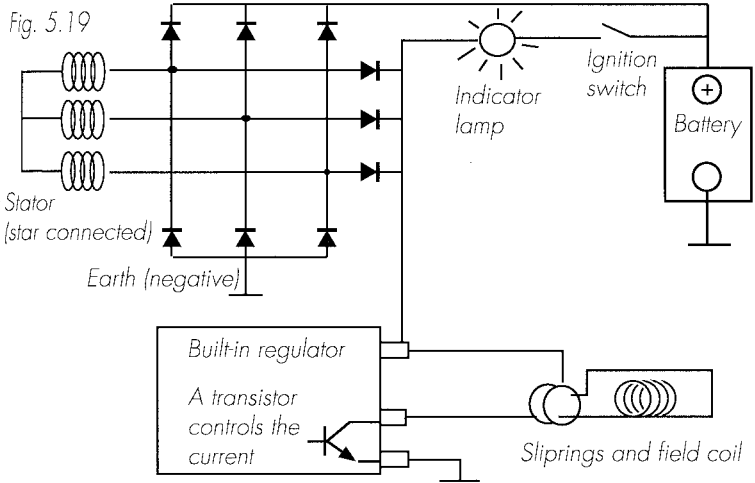 Fig. 5.19
Indicator
lamp
Ignition
switch
+
Battery
Stator
(star connected)
Earth (negative)
Built-in regulator
A transistor
controls the
current
Sliprings and field coil